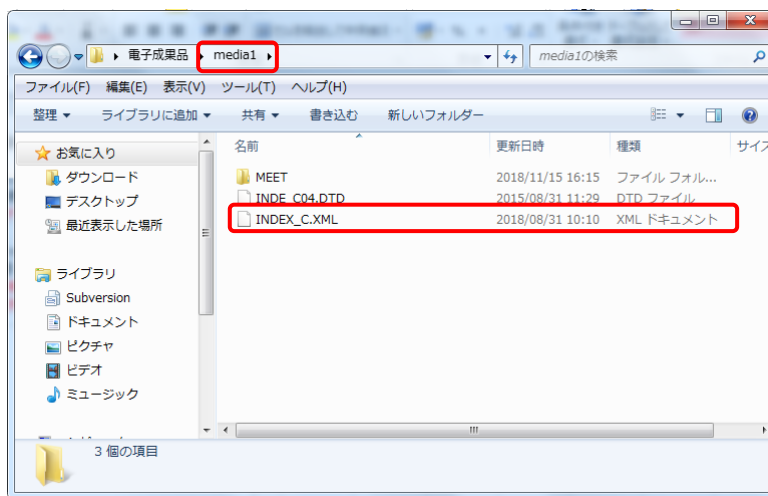 電子成果品 ▸ media1 ▸
media1の検索
ファイル(F) 編集(E) 表示(V) ツール(T) ヘルプ(H)
整理 ▼ ライブラリに追加 ▼ 共有 ▼ 書き込む 新しいフォルダー
お気に入り
ダウンロード
デスクトップ
最近表示した場所
ライブラリ
Subversion
ドキュメント
ピクチャ
ビデオ
ミュージック
名前 更新日時 種類 サイズ
MEET 2018/11/15 16:15 ファイル フォル...
INDE_C04.DTD 2015/08/31 11:29 DTD ファイル
INDEX_C.XML 2018/08/31 10:10 XML ドキュメント
3 個の項目